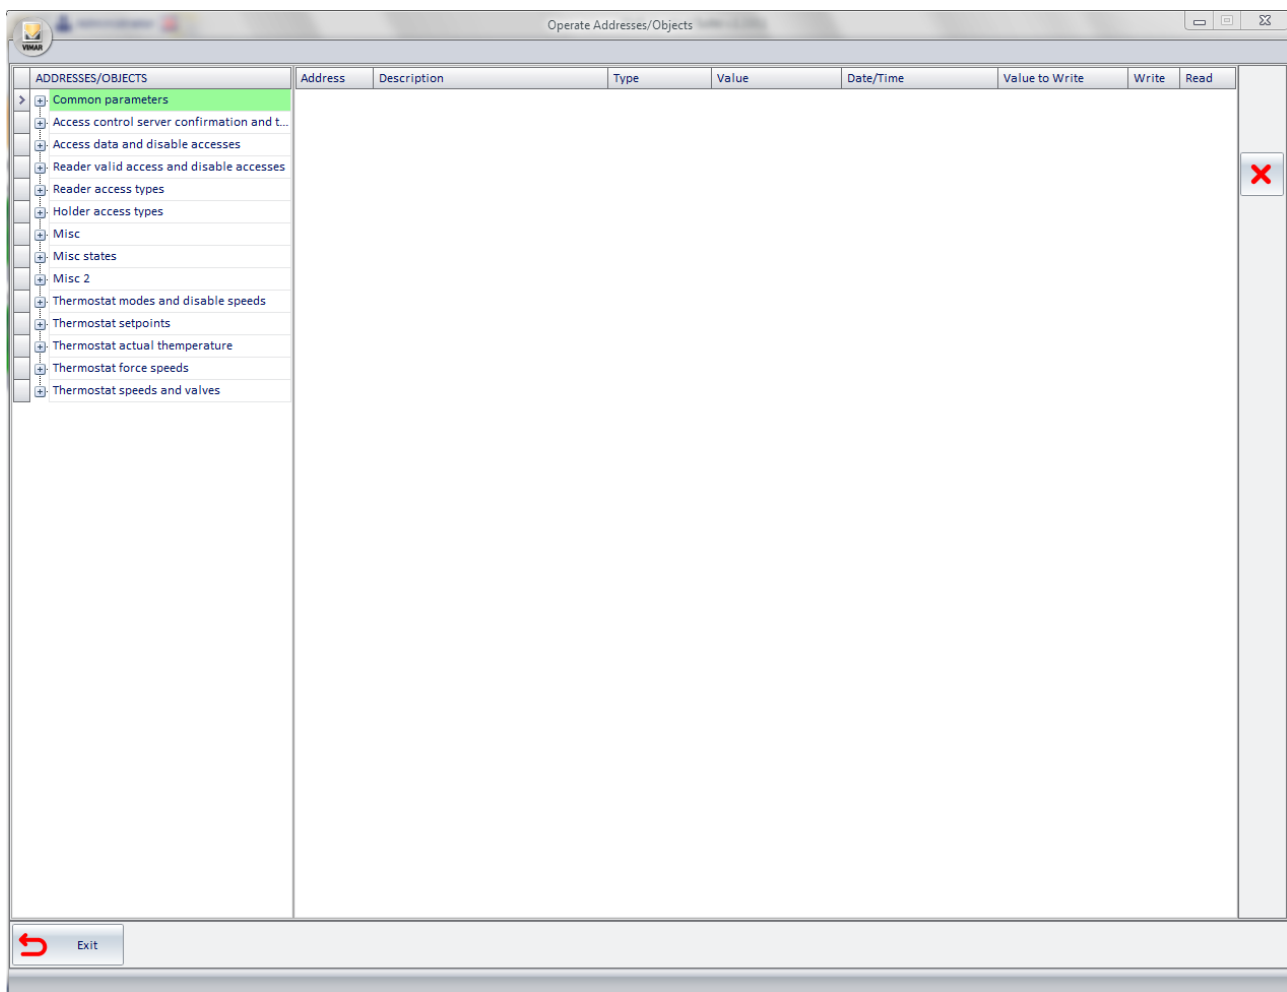 Operate Addresses/Objects
VIMAR
ADDRESSES/OBJECTS
Address Description Type Value Date/Time Value to Write Write Read
Common parameters
Access control server confirmation and t...
Access data and disable accesses
Reader valid access and disable accesses
Reader access types
Holder access types
Misc
Misc states
Misc 2
Thermostat modes and disable speeds
Thermostat setpoints
Thermostat actual themperature
Thermostat force speeds
Thermostat speeds and valves
Exit